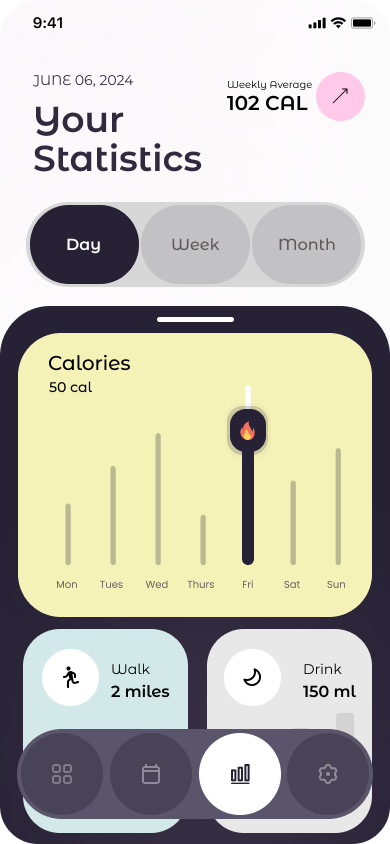 9:41
JUNE 06, 2024
Weekly Average
102 CAL
Your
Statistics
Day
Week
Month
Calories
50 cal
Mon
Tues
Wed
Thurs
Fri
Sat
Sun
Walk
2 miles
Drink
150 ml